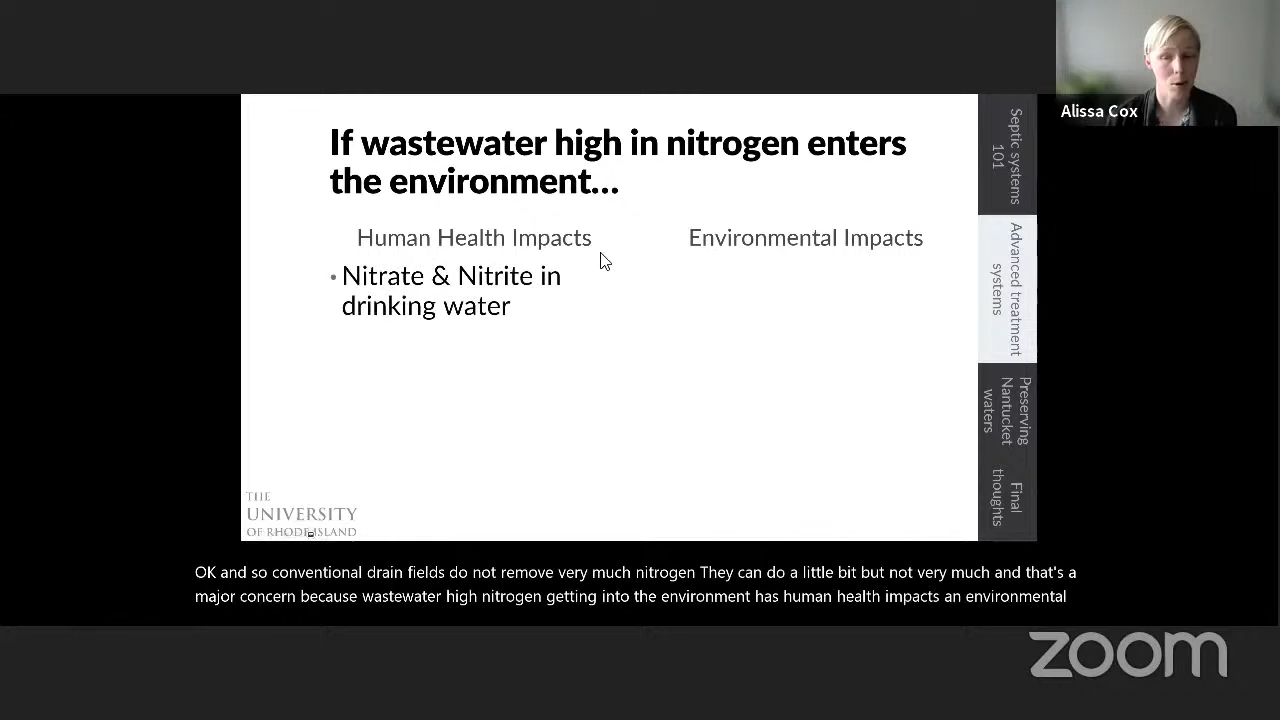 Alissa Cox
If wastewater high in nitrogen enters
the environment...
Human Health Impacts
Environmental Impacts
• Nitrate & Nitrite in
drinking water
Septic systems
101
Advanced treatment
systems
Preserving
Nantucket
waters
Final
thoughts
THE
UNIVERSITY
OF RHODE ISLAND
OK and so conventional drain fields do not remove very much nitrogen They can do a little bit but not very much and that's a
major concern because wastewater high nitrogen getting into the environment has human health impacts an environmental
zoom